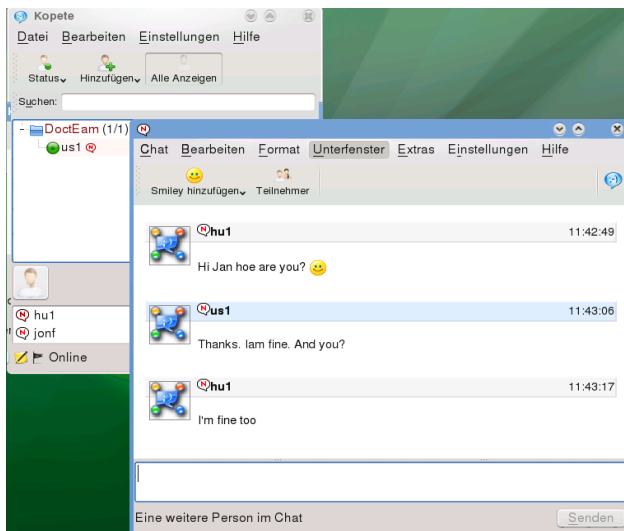 Kopete
Datei Bearbeiten Einstellungen Hilfe
Status Hinzufügen Alle Anzeigen
Suchen:
DoctEam (1/1)
us1
hu1
jonf
Online
Chat Bearbeiten Format Unterfenster Extras Einstellungen Hilfe
Smiley hinzufügen Teilnehmer
hu1 11:42:49
Hi Jan hoe are you?
us1 11:43:06
Thanks. Iam fine. And you?
hu1 11:43:17
I'm fine too
Eine weitere Person im Chat Senden